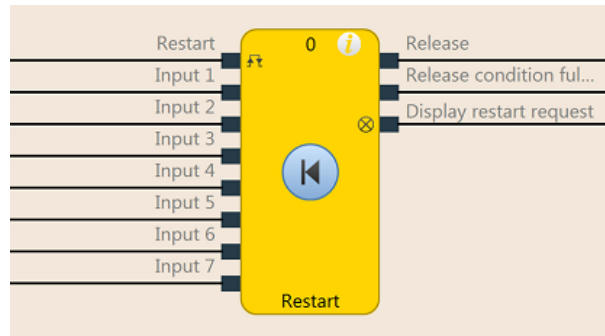 Restart
0
i
Release
Input 1
Release condition ful...
Input 2
Display restart request
Input 3
Input 4
Input 5
Input 6
Input 7
Restart